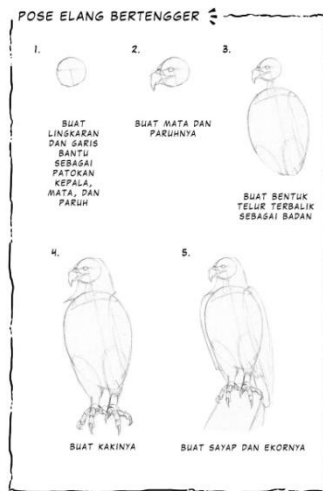 POSE ELANG BERTENGGER
1.
BUAT
LINGKARAN
DAN GARIS
BANTU
SEBAGAI
PATOKAN
KEPALA,
MATA, DAN
PARUH
2.
BUAT MATA DAN
PARUHNYA
3.
BUAT BENTUK
TELUR TERBALIK
SEBAGAI BADAN
4.
BUAT KAKINYA
5.
BUAT SAYAP DAN EKORNYA